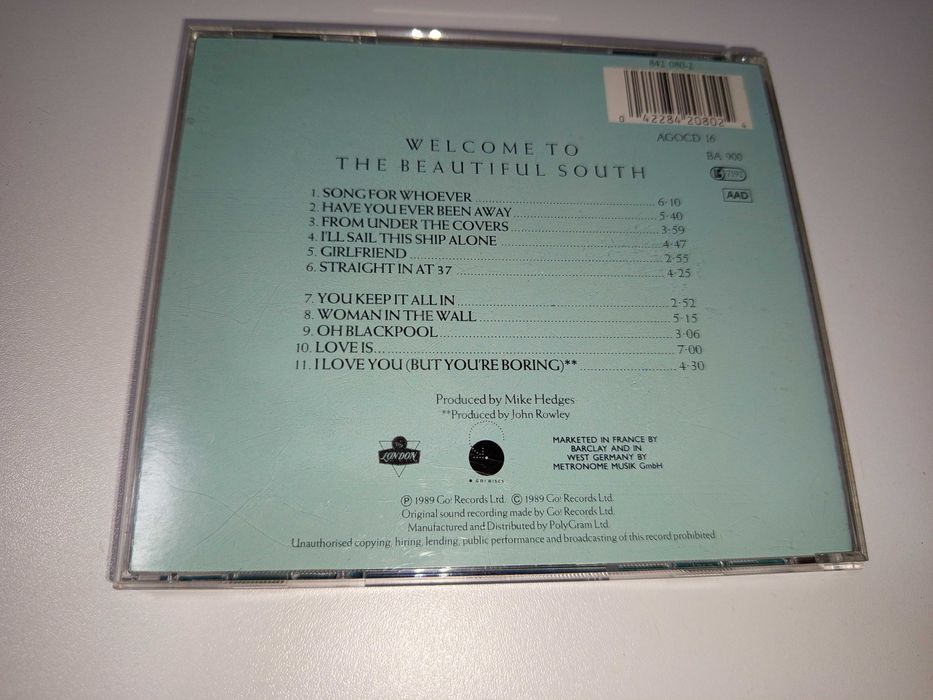 842 080-2
0 42284 20802 4
AGOCD 16
BA 900
AAD
WELCOME TO
THE BEAUTIFUL SOUTH
1. SONG FOR WHOEVER 6·10
2. HAVE YOU EVER BEEN AWAY 5·40
3. FROM UNDER THE COVERS 3·59
4. I'LL SAIL THIS SHIP ALONE 4·47
5. GIRLFRIEND 2·55
6. STRAIGHT IN AT 37 4·25
7. YOU KEEP IT ALL IN 2·52
8. WOMAN IN THE WALL 5·15
9. OH BLACKPOOL 3·06
10. LOVE IS... 7·00
11. I LOVE YOU (BUT YOU'RE BORING)** 4·30
Produced by Mike Hedges
**Produced by John Rowley
LONDON
GO! DISCS
MARKETED IN FRANCE BY
BARCLAY AND IN
WEST GERMANY BY
METRONOME MUSIK GmbH
Ⓟ 1989 Go! Records Ltd. © 1989 Go! Records Ltd.
Original sound recording made by Go! Records Ltd.
Manufactured and Distributed by PolyGram Ltd.
Unauthorised copying, hiring, lending, public performance and broadcasting of this record prohibited